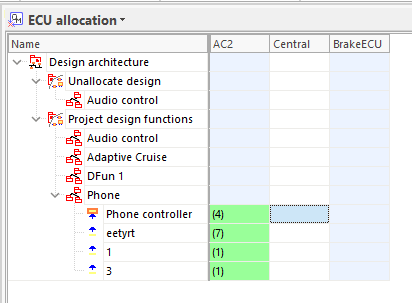 ECU allocation
Name AC2 Central BrakeECU
Design architecture
Unallocate design
Audio control
Project design functions
Audio control
Adaptive Cruise
DFun 1
Phone
Phone controller (4)
eetyrt (7)
1 (1)
3 (1)